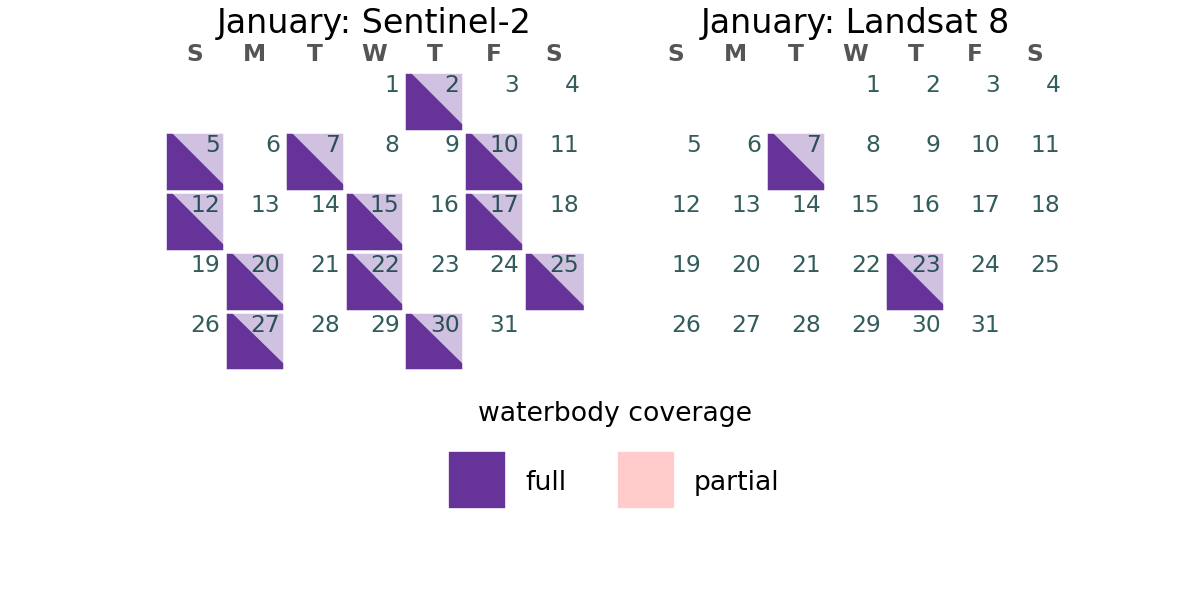 January: Sentinel-2
S M T W T F S
1 2 3 4
5 6 7 8 9 10 11
12 13 14 15 16 17 18
19 20 21 22 23 24 25
26 27 28 29 30 31
January: Landsat 8
S M T W T F S
1 2 3 4
5 6 7 8 9 10 11
12 13 14 15 16 17 18
19 20 21 22 23 24 25
26 27 28 29 30 31
waterbody coverage
full partial